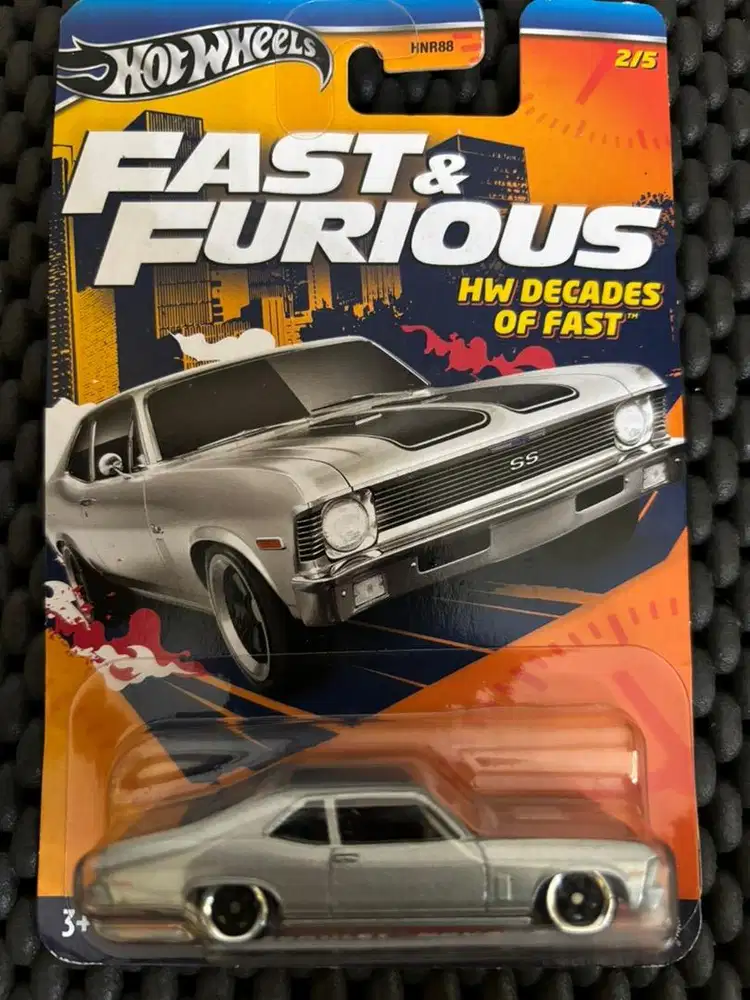 HOT WHEELS
HNR88
2/5
FAST &
FURIOUS
HW DECADES
OF FAST™
SS
3+